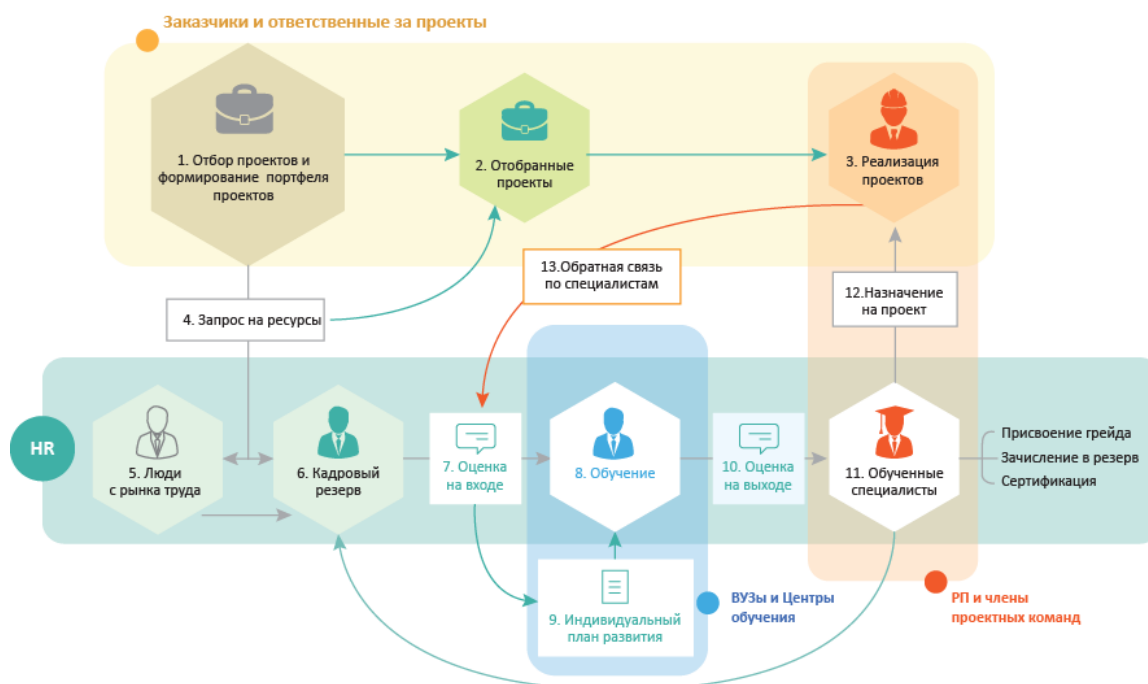 Заказчики и ответственные за проекты
1. Отбор проектов и
формирование портфеля
проектов
2. Отобранные
проекты
3. Реализация
проектов
13.Обратная связь
по специалистам
12.Назначение
на проект
4. Запрос на ресурсы
HR
5. Люди
с рынка труда
6. Кадровый
резерв
7. Оценка
на входе
8. Обучение
10. Оценка
на выходе
11. Обученные
специалисты
Присвоение грейда
Зачисление в резерв
Сертификация
9. Индивидуальный
план развития
ВУЗы и Центры
обучения
РП и члены
проектных команд